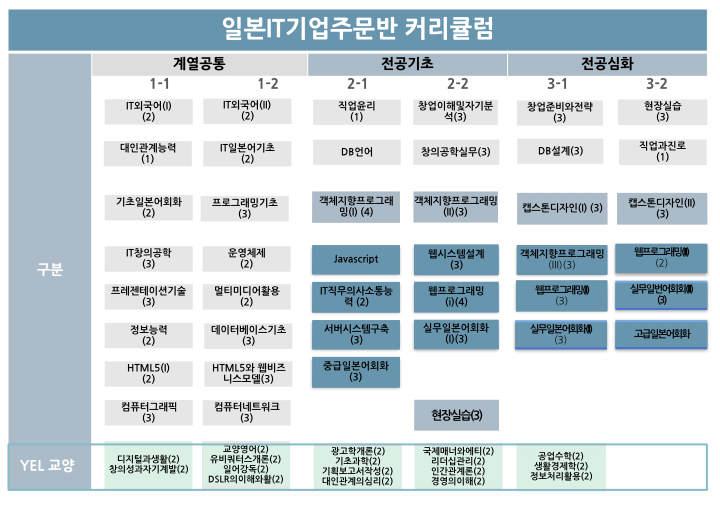 일본IT기업주문반 커리큘럼
계열공통
전공기초
전공심화
1-1
1-2
2-1
2-2
3-1
3-2
구분
IT외국어(I)
(2)
IT외국어(II)
(2)
직업윤리
(1)
창업이해및자기분
석(3)
창업준비와전략
(3)
현장실습
(3)
대인관계능력
(1)
IT일본어기초
(2)
DB언어
창의공학실무(3)
DB설계(3)
직업과진로
(1)
기초일본어회화
(2)
프로그래밍기초
(3)
객체지향프로그래
밍(I) (4)
객체지향프로그래밍
(II)(3)
캡스톤디자인(I) (3)
캡스톤디자인(II)
(3)
IT창의공학
(3)
운영체제
(2)
Javascript
웹시스템설계
(3)
객체지향프로그래밍
(III)(3)
웹프로그래밍(III)
(2)
프레젠테이션기술
(3)
멀티미디어활용
(2)
IT직무의사소통능
력 (2)
웹프로그래밍
(i)(4)
웹프로그래밍(II)
(3)
실무일번어회화(III)
(3)
정보능력
(2)
데이터베이스기초
(3)
서버시스템구축
(3)
실무일본어회화
(I)(3)
실무일본어회화(II)
(3)
고급일본어회화
HTML5(I)
(2)
HTML5와 웹비즈
니스모델(3)
중급일본어회화
(3)
컴퓨터그래픽
(3)
컴퓨터네트워크
(3)
현장실습(3)
YEL 교양
디지털과생활(2)
창의성과자기계발(2)
교양영어(2)
유비쿼터스개론(2)
일어강독(2)
DSLR의이해와활(2)
광고학개론(2)
기초과학(2)
기획보고서작성(2)
대인관계의심리(2)
국제매너와에티(2)
리더십관리(2)
인간관계론(2)
경영의이해(2)
공업수학(2)
생활경제학(2)
정보처리활용(2)